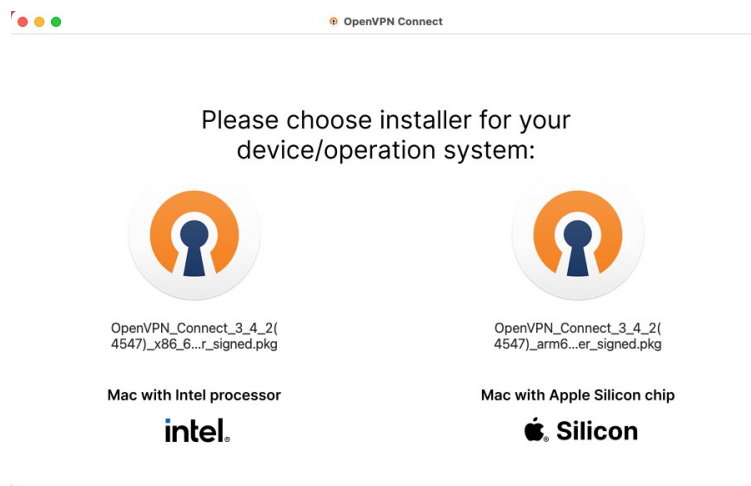 OpenVPN Connect
Please choose installer for your
device/operation system:
OpenVPN_Connect_3_4_2(
4547)_x86_6...r_signed.pkg
OpenVPN_Connect_3_4_2(
4547)_arm6...er_signed.pkg
Mac with Intel processor
Mac with Apple Silicon chip
intel®
® Silicon